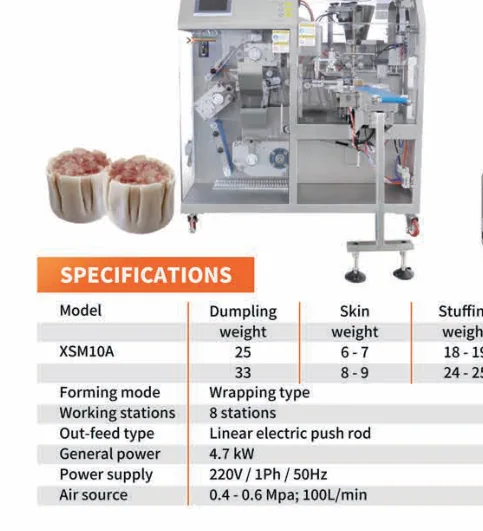 SPECIFICATIONS
Model Dumpling Skin
weight weight
XSM10A 25 6 - 7
33 8 - 9
Forming mode Wrapping type
Working stations 8 stations
Out-feed type Linear electric push rod
General power 4.7 kW
Power supply 220V / 1Ph / 50Hz
Air source 0.4 - 0.6 Mpa; 100L/min